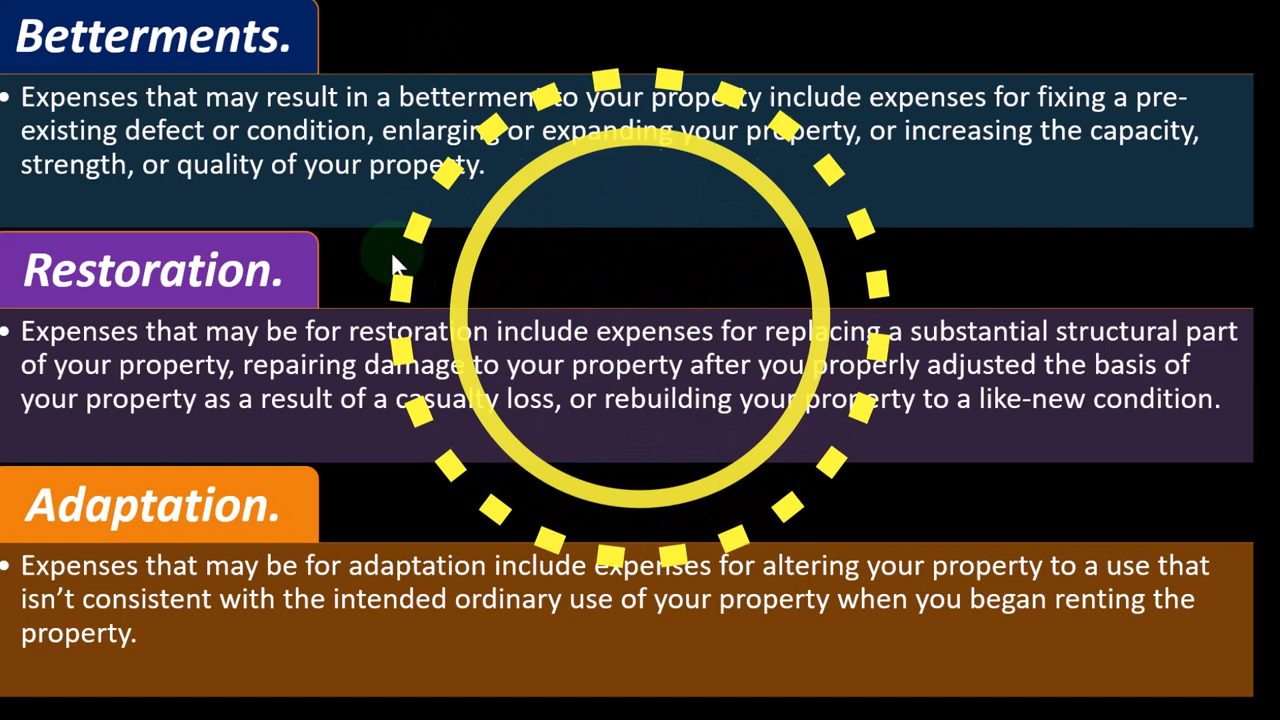 Betterments.
• Expenses that may result in a betterment to your property include expenses for fixing a pre-
existing defect or condition, enlarging or expanding your property, or increasing the capacity,
strength, or quality of your property.
Restoration.
• Expenses that may be for restoration include expenses for replacing a substantial structural part
of your property, repairing damage to your property after you properly adjusted the basis of
your property as a result of a casualty loss, or rebuilding your property to a like-new condition.
Adaptation.
• Expenses that may be for adaptation include expenses for altering your property to a use that
isn’t consistent with the intended ordinary use of your property when you began renting the
property.